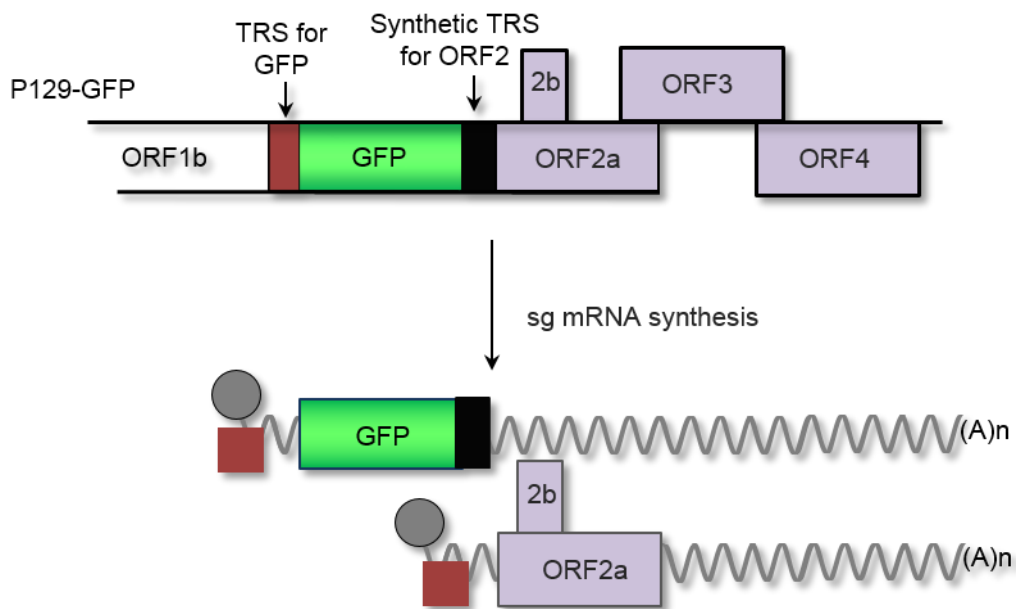 TRS for
GFP
Synthetic TRS
for ORF2
P129-GFP
2b
ORF3
ORF1b
GFP
ORF2a
ORF4
sg mRNA synthesis
GFP
(A)n
2b
ORF2a
(A)n